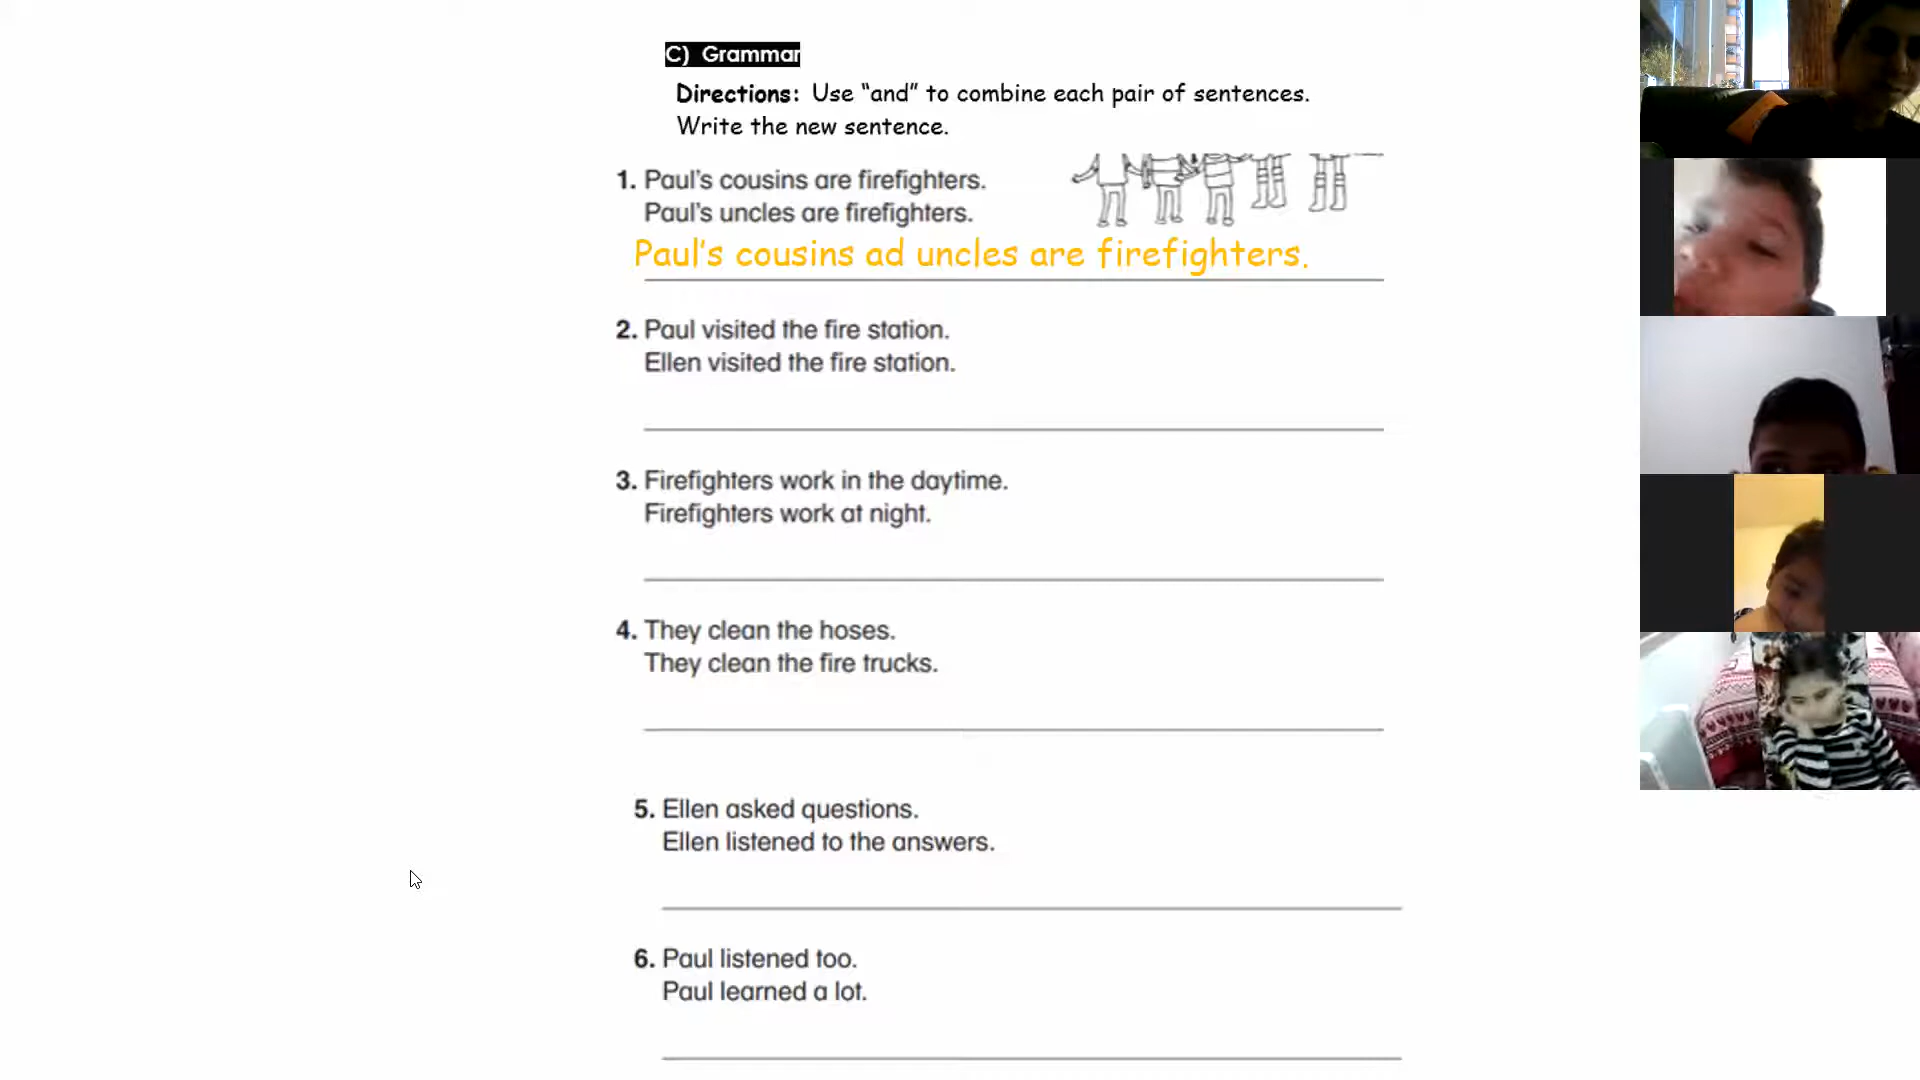 C) Grammar
Directions: Use “and” to combine each pair of sentences.
Write the new sentence.
1. Paul's cousins are firefighters.
Paul's uncles are firefighters.
Paul's cousins ad uncles are firefighters.
2. Paul visited the fire station.
Ellen visited the fire station.
3. Firefighters work in the daytime.
Firefighters work at night.
4. They clean the hoses.
They clean the fire trucks.
5. Ellen asked questions.
Ellen listened to the answers.
6. Paul listened too.
Paul learned a lot.